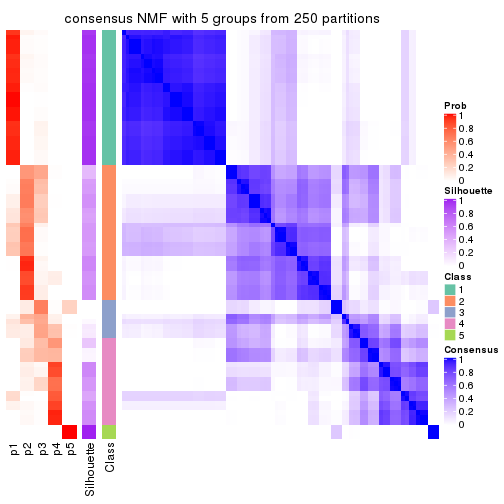 consensus NMF with 5 groups from 250 partitions
Prob
1
0.8
0.6
0.4
0.2
0
Silhouette
1
0.8
0.6
0.4
0.2
0
Class
1
2
3
4
5
Consensus
1
0.8
0.6
0.4
0.2
0
p1
p2
p3
p4
p5
Silhouette
Class